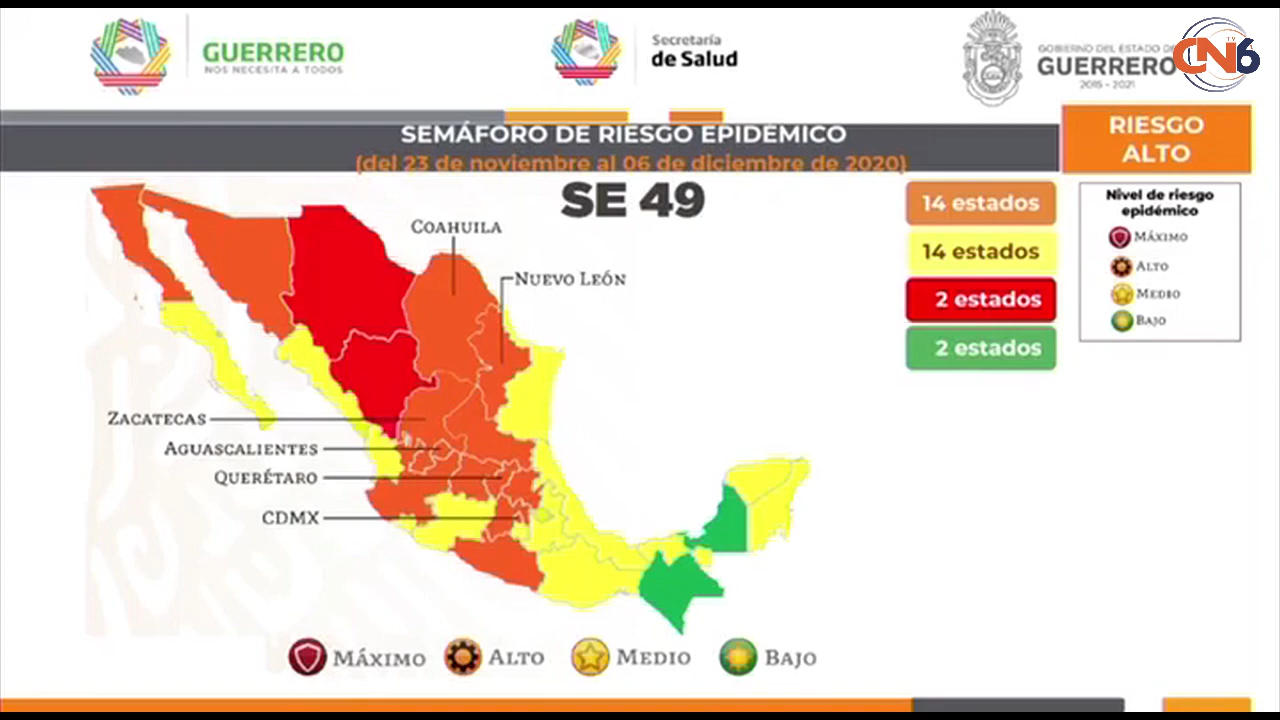 GUERRERO
NOS NECESITA A TODOS
Secretaría
de Salud
GOBIERNO DEL ESTADO DE
GUERRERO
2015 - 2021
CN6
TV
SEMÁFORO DE RIESGO EPIDÉMICO
(del 23 de noviembre al 06 de diciembre de 2020)
RIESGO
ALTO
SE 49
14 estados
14 estados
2 estados
2 estados
Nivel de riesgo
epidémico
MÁXIMO
ALTO
MEDIO
BAJO
COAHUILA
NUEVO LEÓN
ZACATECAS
AGUASCALIENTES
QUERÉTARO
CDMX
MÁXIMO
ALTO
MEDIO
BAJO